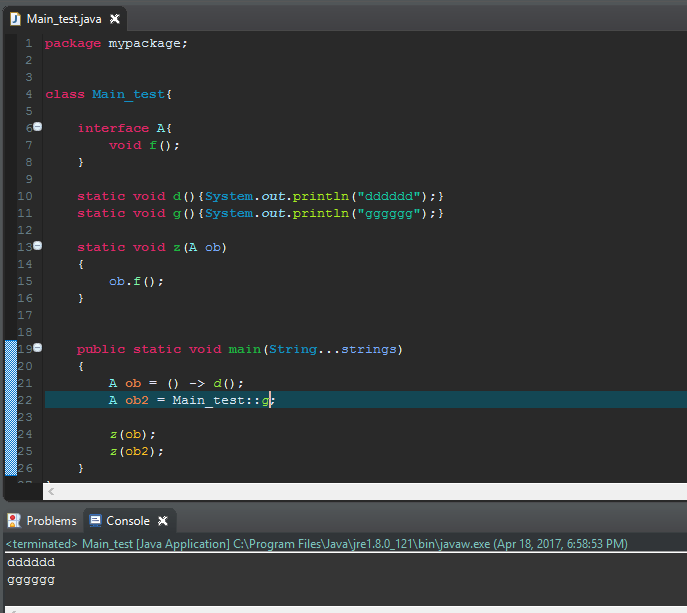 Main_test.java
1 package mypackage;
2
3
4 class Main_test{
5
6 interface A{
7 void f();
8 }
9
10 static void d(){System.out.println("dddddd");}
11 static void g(){System.out.println("gggggg");}
12
13 static void z(A ob)
14 {
15 ob.f();
16 }
17
18
19 public static void main(String...strings)
20 {
21 A ob = () -> d();
22 A ob2 = Main_test::g;
23
24 z(ob);
25 z(ob2);
26 }
Problems Console
<terminated> Main_test [Java Application] C:\Program Files\Java\jre1.8.0_121\bin\javaw.exe (Apr 18, 2017, 6:58:53 PM)
dddddd
gggggg